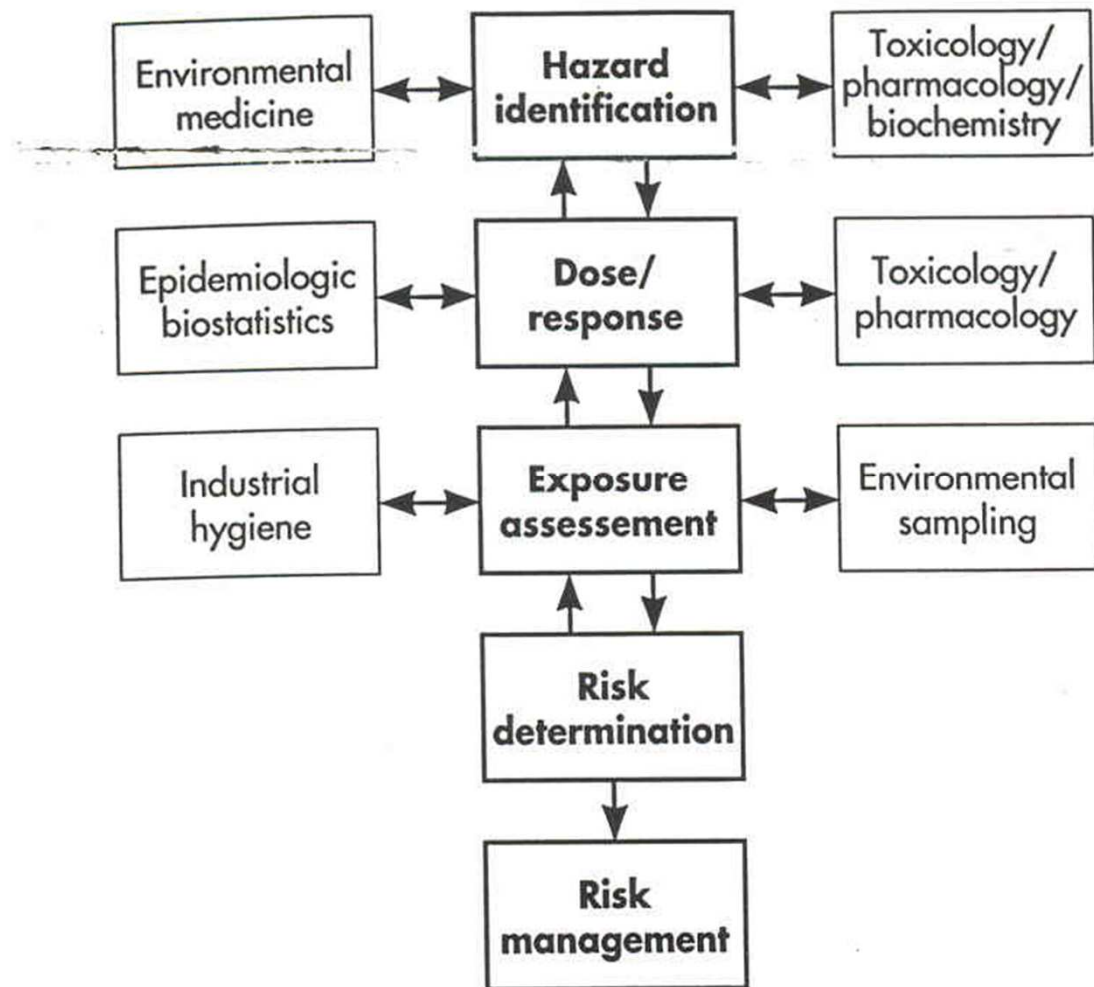 Environmental
medicine
Hazard
identification
Toxicology/
pharmacology/
biochemistry
Epidemiologic
biostatistics
Dose/
response
Toxicology/
pharmacology
Industrial
hygiene
Exposure
assessement
Environmental
sampling
Risk
determination
Risk
management